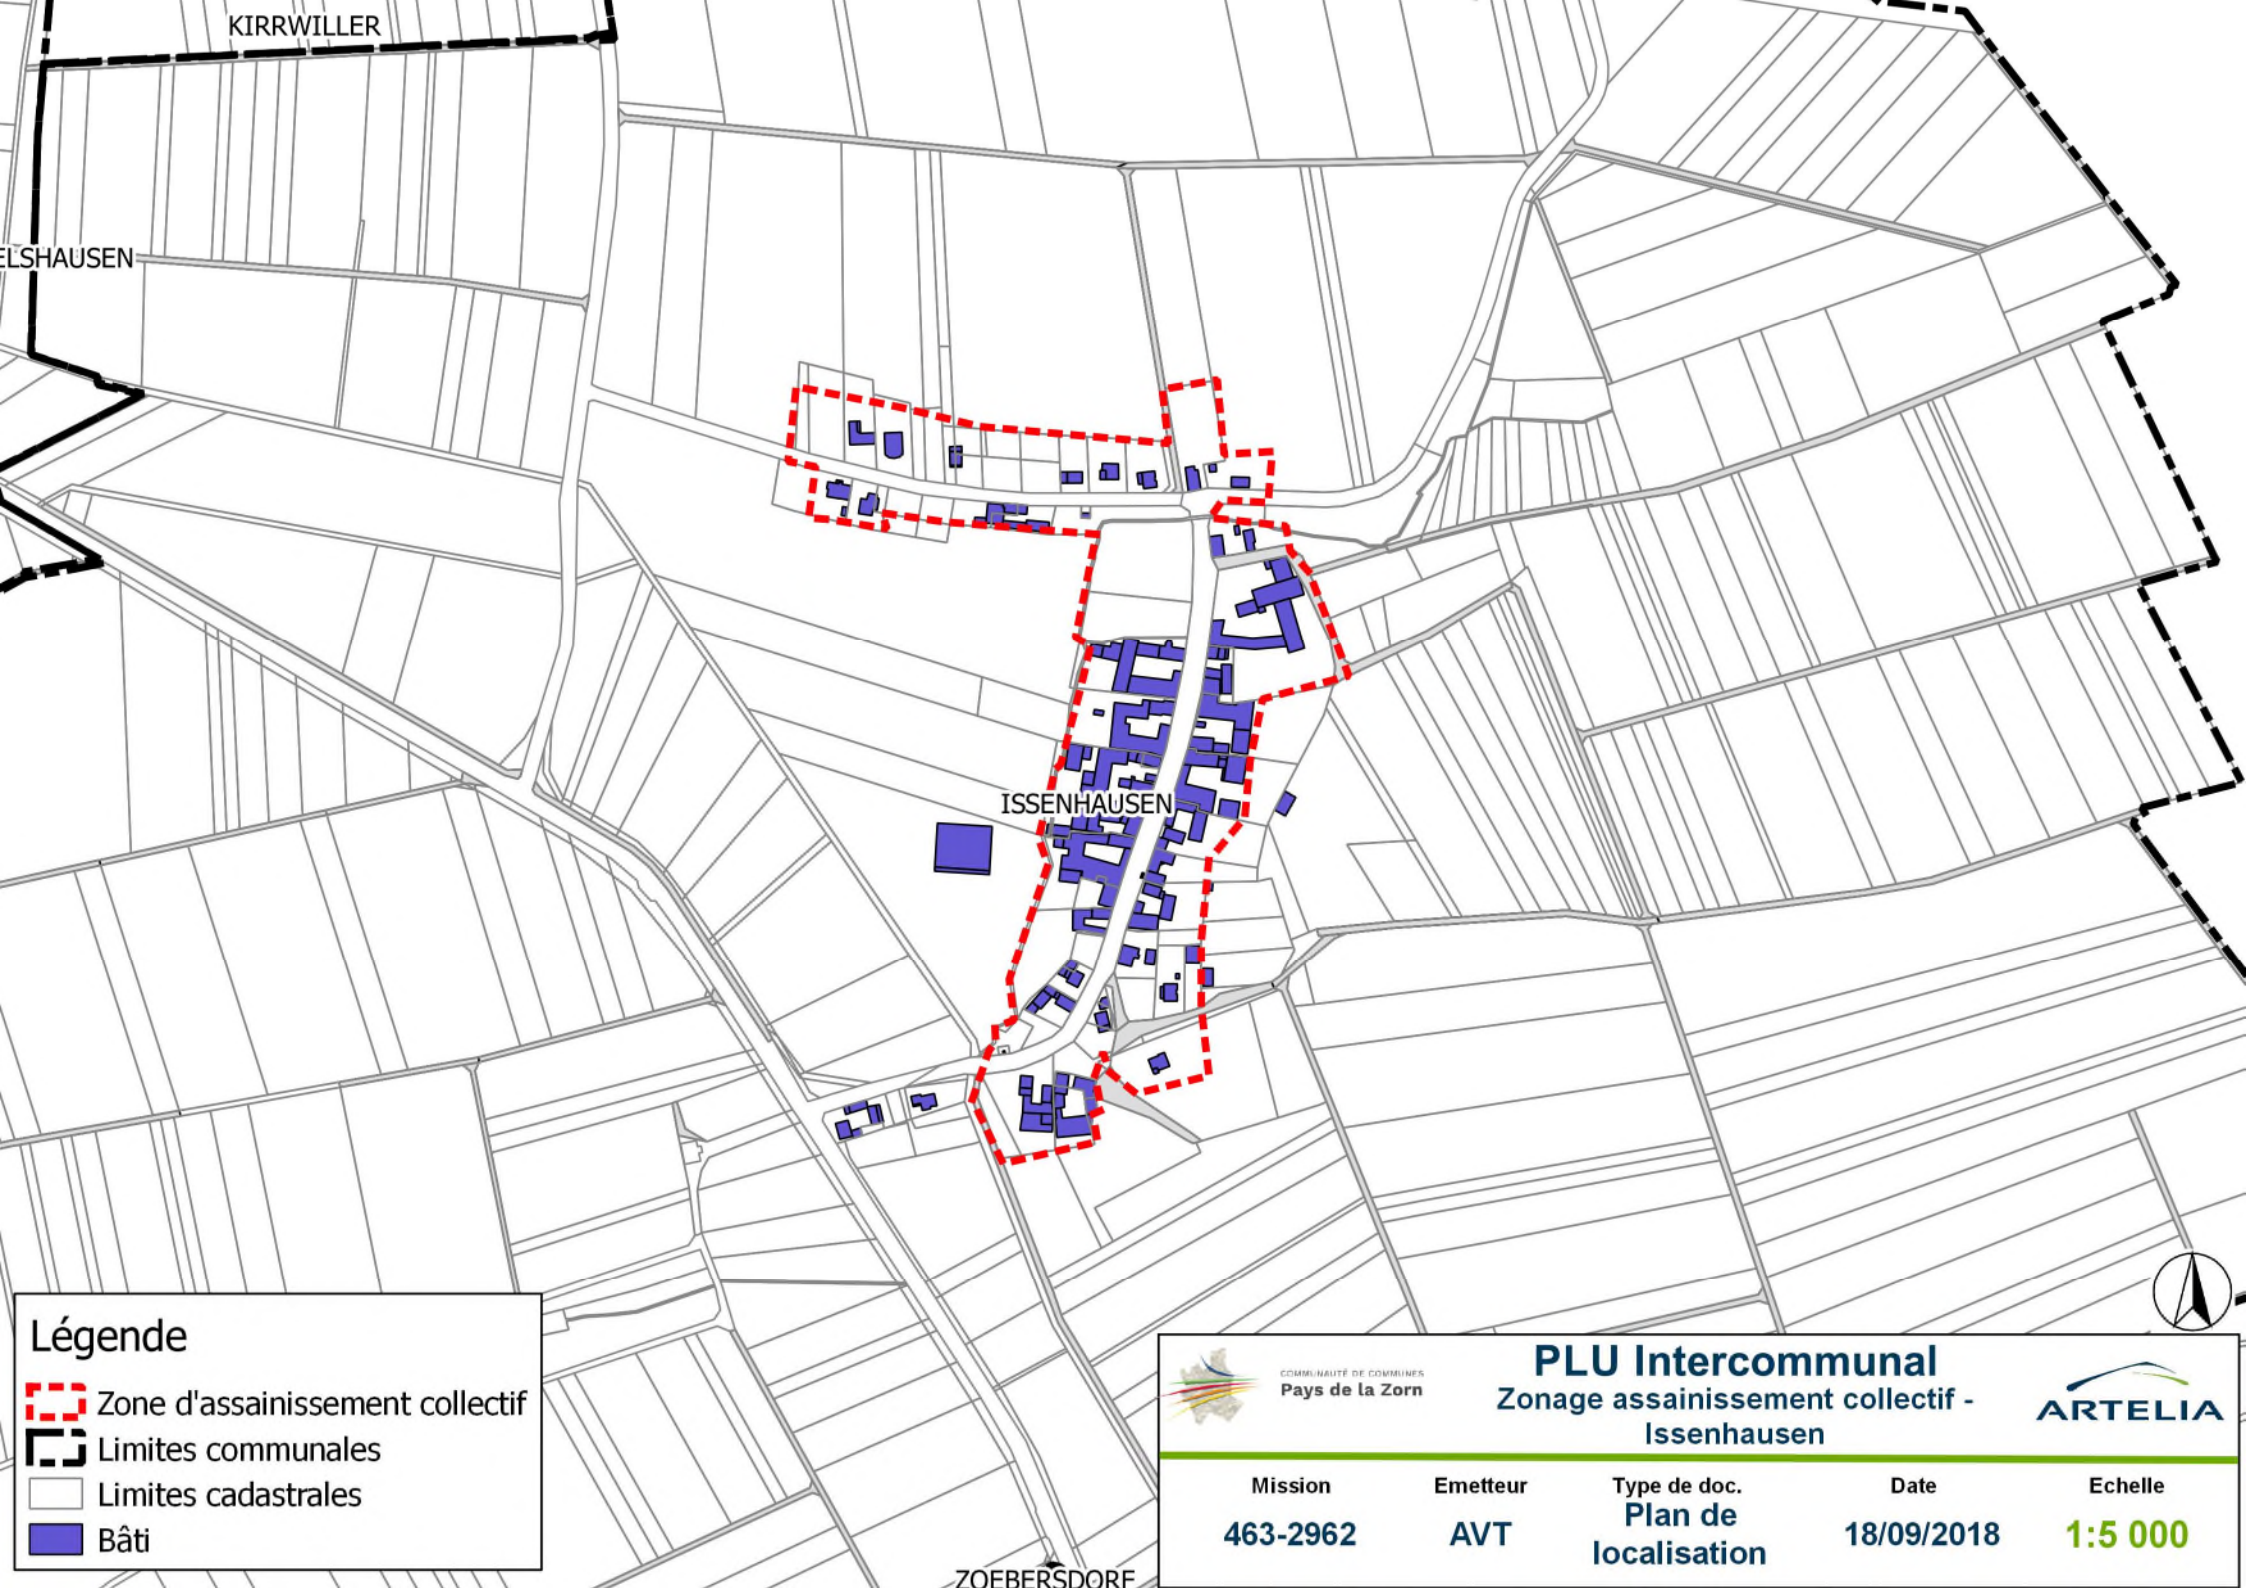 KIRRWILLER
ELSHAUSEN
ISSENHAUSEN
ZOEBERSDORF
Légende
Zone d'assainissement collectif
Limites communales
Limites cadastrales
Bâti
COMMUNAUTÉ DE COMMUNES
Pays de la Zorn
PLU Intercommunal
Zonage assainissement collectif -
Issenhausen
ARTELIA
Mission
463-2962
Emetteur
AVT
Type de doc.
Plan de
localisation
Date
18/09/2018
Echelle
1:5 000